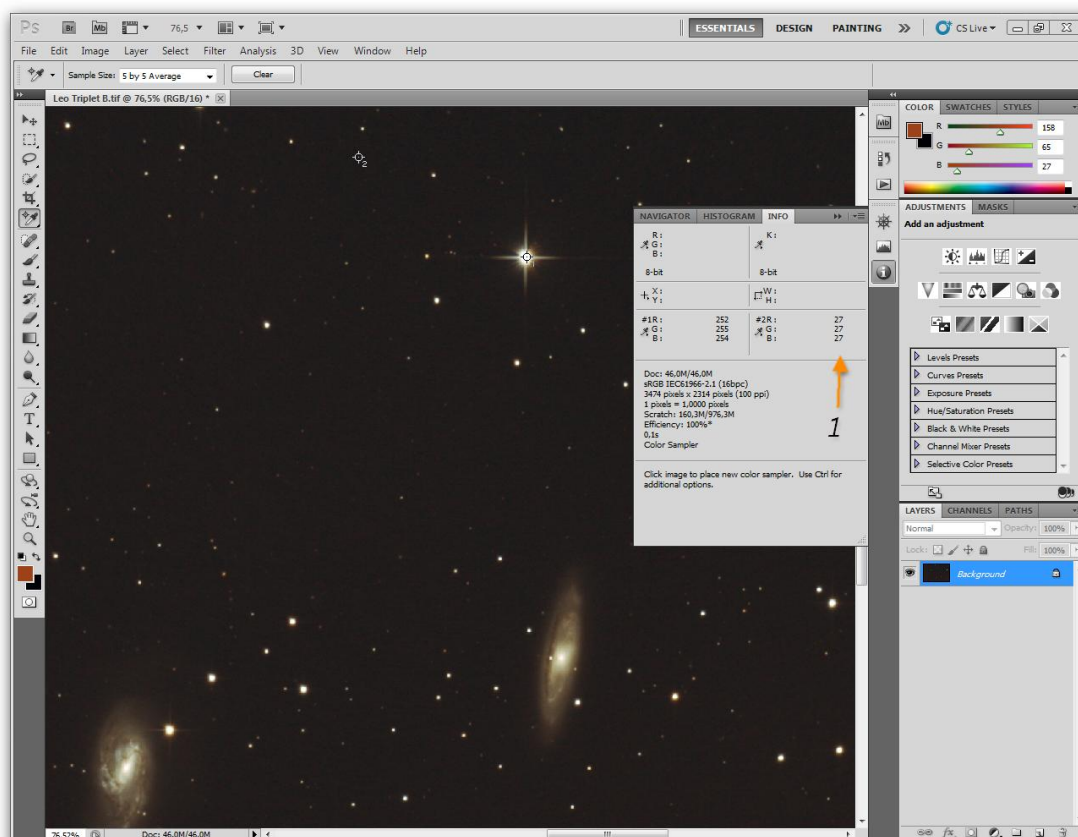 Ps Br Mb 76,5 ESSENTIALS DESIGN PAINTING CS Live
File Edit Image Layer Select Filter Analysis 3D View Window Help
Sample Size: 5 by 5 Average Clear
Leo Triplet B.tif @ 76,5% (RGB/16) *
2
1
NAVIGATOR HISTOGRAM INFO
R: K:
G:
B:
8-bit 8-bit
X: W:
Y: H:
#1R: 252 #2R: 27
G: 255 G: 27
B: 254 B: 27
Doc: 46,0M/46,0M
sRGB IEC61966-2.1 (16bpc)
3474 pixels x 2314 pixels (100 ppi)
1 pixels = 1,0000 pixels
Scratch: 160,3M/976,3M
Efficiency: 100%*
0,1s
Color Sampler
1
Click image to place new color sampler. Use Ctrl for
additional options.
Mb
COLOR SWATCHES STYLES
R 158
G 65
B 27
ADJUSTMENTS MASKS
Add an adjustment
Levels Presets
Curves Presets
Exposure Presets
Hue/Saturation Presets
Black & White Presets
Channel Mixer Presets
Selective Color Presets
LAYERS CHANNELS PATHS
Normal Opacity: 100%
Lock: Fill: 100%
Background
76,52% Doc: 46,0M/46,0M